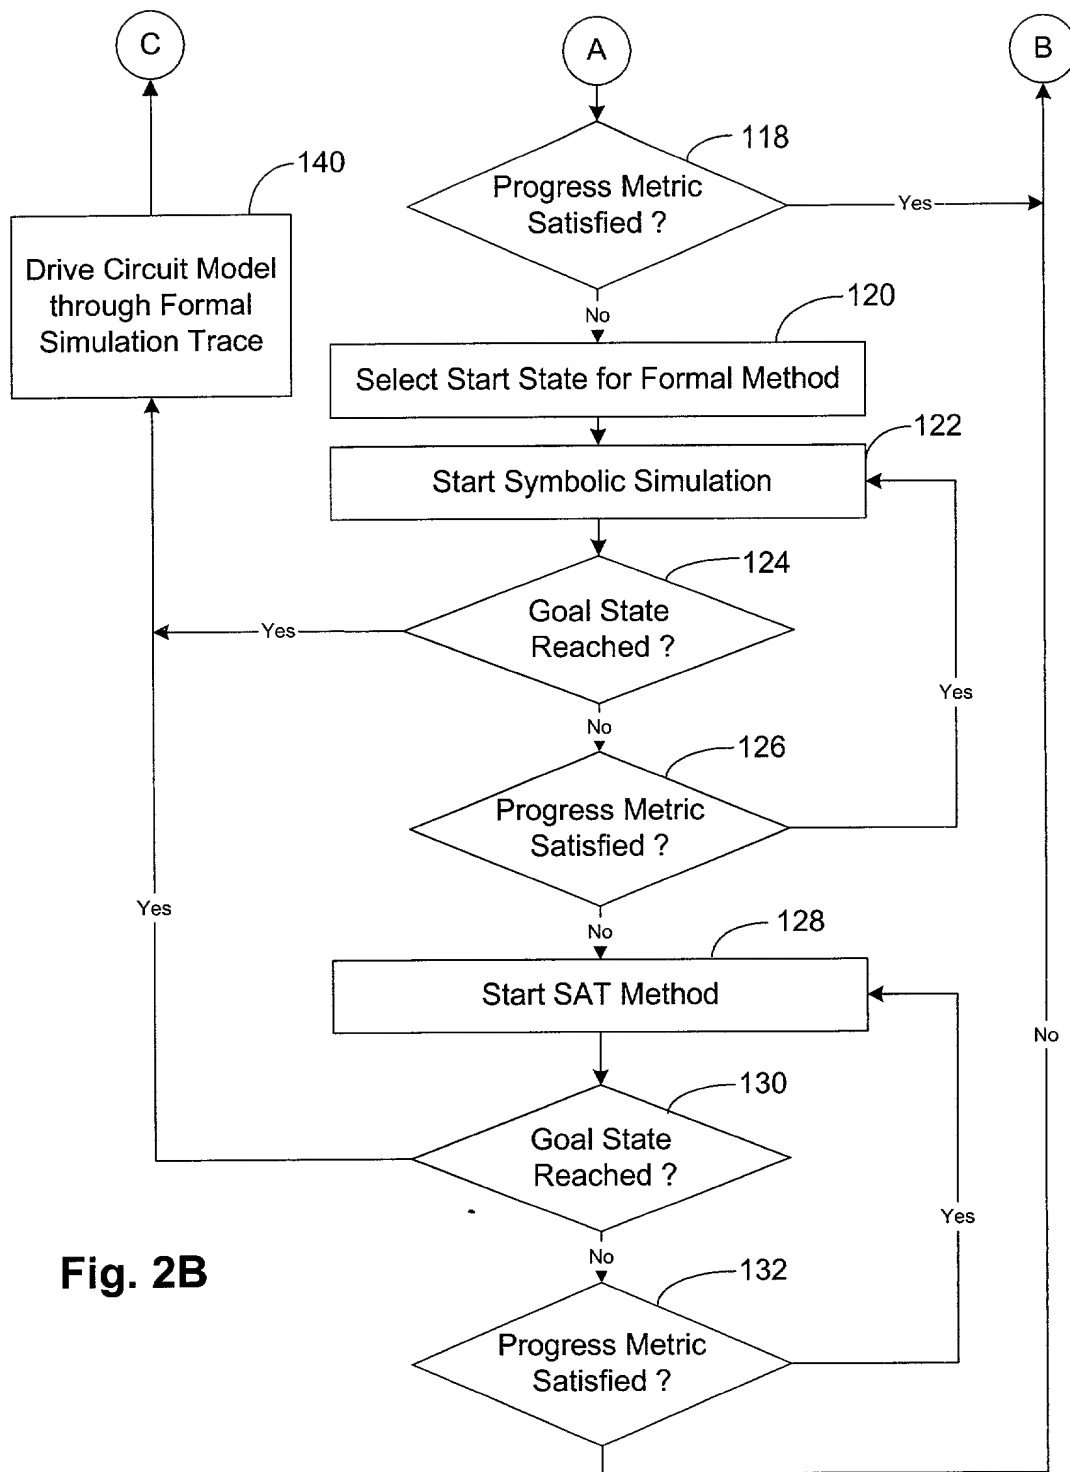 C
A
B
118
140
Progress Metric
Satisfied ?
Yes
Drive Circuit Model
through Formal
Simulation Trace
No
120
Select Start State for Formal Method
122
Start Symbolic Simulation
124
Goal State
Reached ?
Yes
No
Yes
126
Progress Metric
Satisfied ?
Yes
No
128
Start SAT Method
No
130
Goal State
Reached ?
Yes
No
132
Fig. 2B
Progress Metric
Satisfied ?